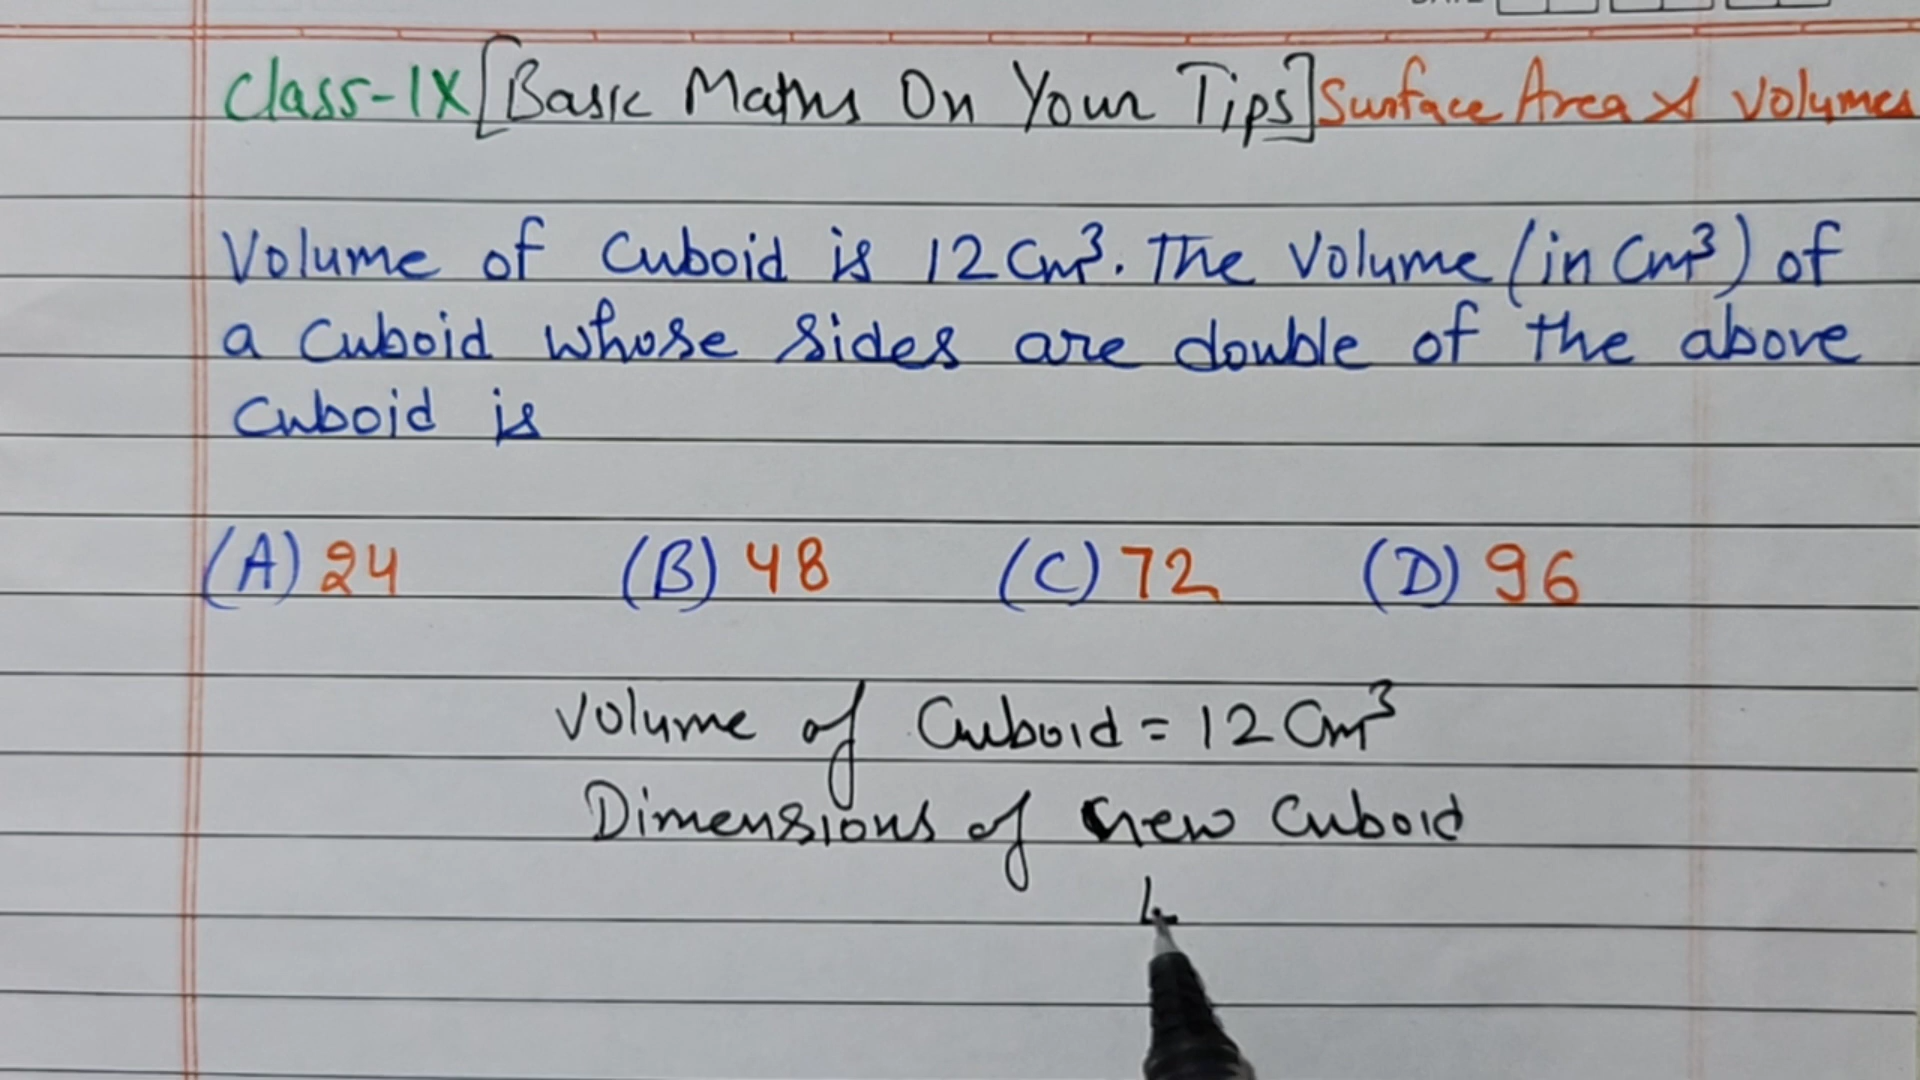 Class-IX [Basic Maths On Your Tips] Surface Area & Volumes
Volume of Cuboid is 12 Cm³. The Volume (in Cm³) of
a Cuboid whose sides are double of the above
Cuboid is
(A) 24 (B) 48 (C) 72 (D) 96
Volume of Cuboid = 12 Cm³
Dimensions of new Cuboid
L